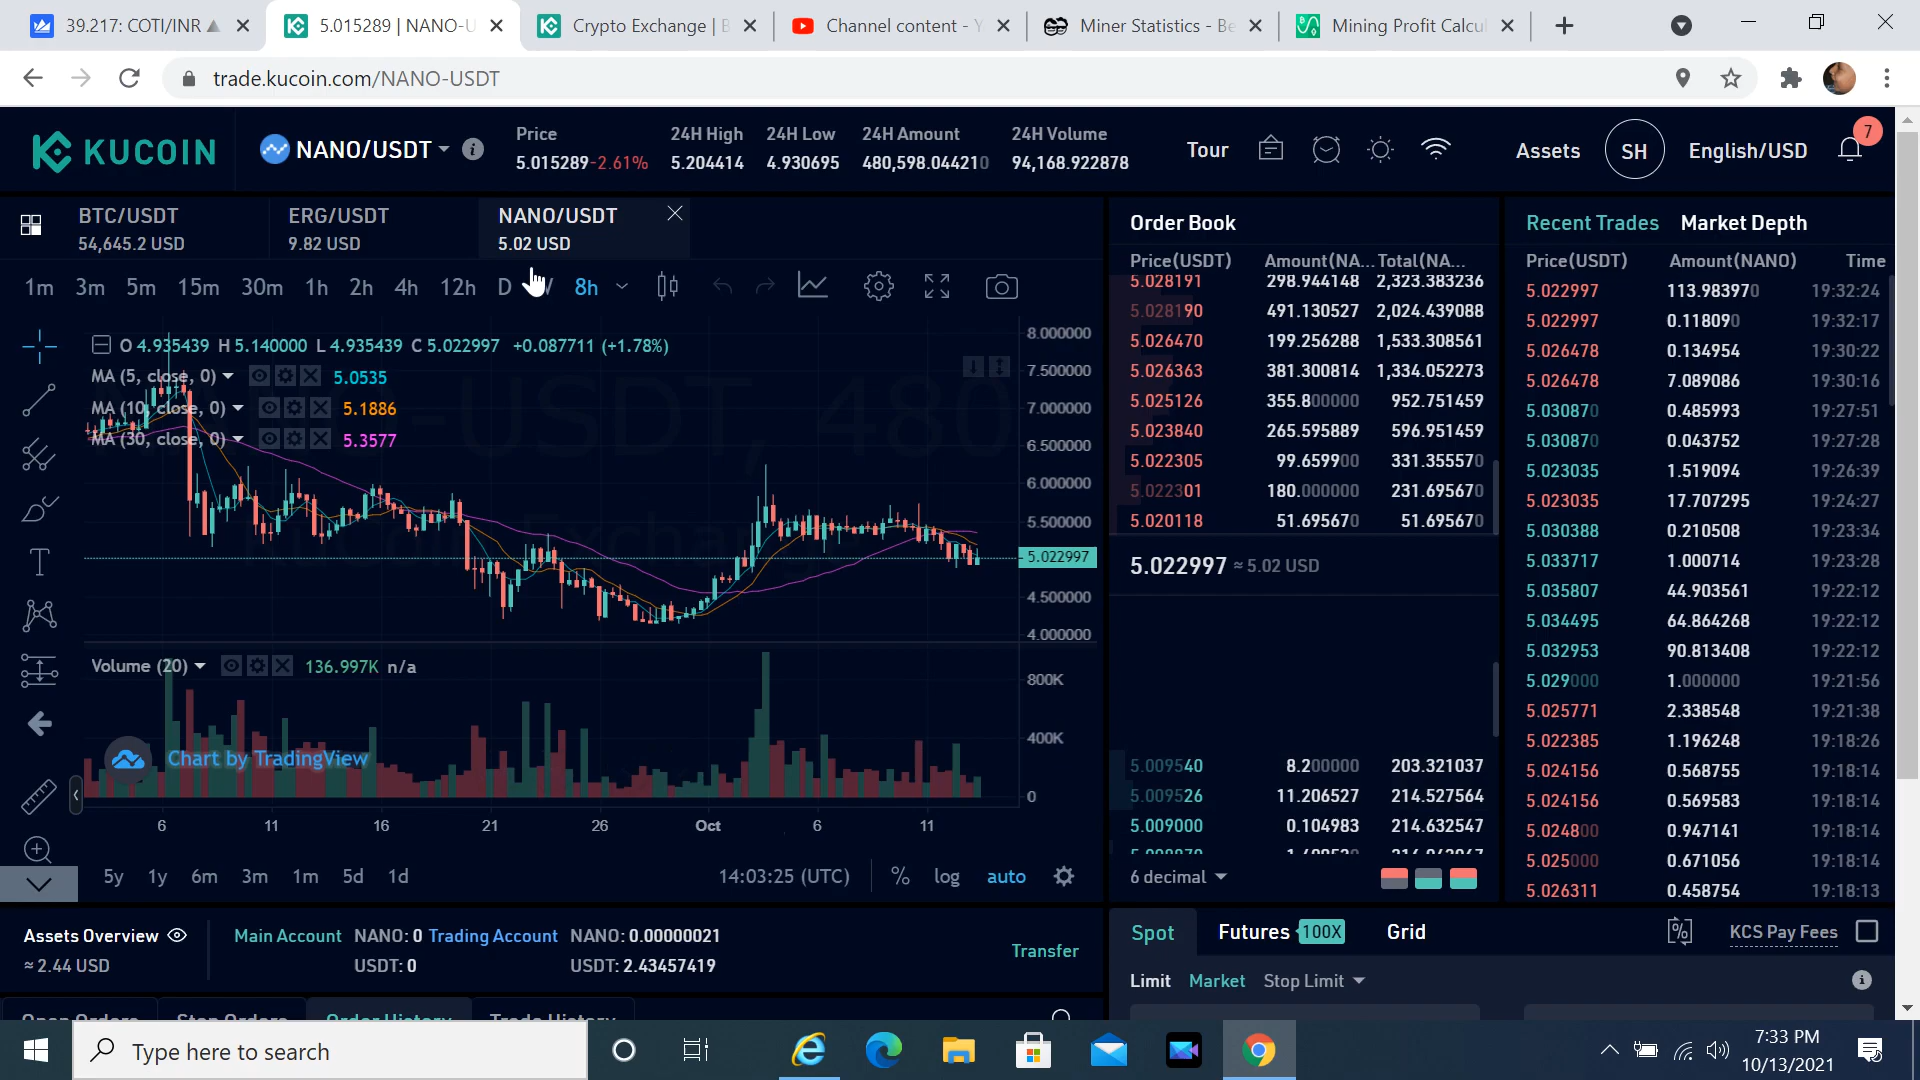 39.217: COTI/INR
5.015289 | NANO-U
Crypto Exchange | B
Channel content - Y
Miner Statistics - Be
Mining Profit Calcu
trade.kucoin.com/NANO-USDT
KUCOIN
NANO/USDT
Price
5.015289 -2.61%
24H High
5.204414
24H Low
4.930695
24H Amount
480,598.0442210
24H Volume
94,168.922878
Tour
Assets
SH
English/USD
7
BTC/USDT
54,645.2 USD
ERG/USDT
9.82 USD
NANO/USDT
5.02 USD
1m 3m 5m 15m 30m 1h 2h 4h 12h D 8h
O 4.935439 H 5.140000 L 4.935439 C 5.022997 +0.087711 (+1.78%)
MA (5, close, 0) 5.0535
MA (10, close, 0) 5.1886
MA (30, close, 0) 5.3577
8.000000
7.500000
7.000000
6.500000
6.000000
5.500000
5.022997
4.500000
4.000000
Volume (20) 136.997K n/a
800K
400K
0
Chart by TradingView
6 11 16 21 26 Oct 6 11
5y 1y 6m 3m 1m 5d 1d
14:03:25 (UTC) % log auto
Order Book
Price(USDT) Amount(NA... Total(NA...
5.028191 298.944148 2,323.383236
5.028190 491.130527 2,024.439088
5.026470 199.256288 1,533.308561
5.026363 381.300814 1,334.052273
5.025126 355.800000 952.751459
5.023840 265.595889 596.951459
5.022305 99.659900 331.355570
5.022301 180.000000 231.695670
5.020118 51.695670 51.695670
5.022997 ≈ 5.02 USD
5.009540 8.200000 203.321037
5.009526 11.206527 214.527564
5.009000 0.104983 214.632547
6 decimal
Recent Trades Market Depth
Price(USDT) Amount(NANO) Time
5.022997 113.983970 19:32:24
5.022997 0.118090 19:32:17
5.026478 0.134954 19:30:22
5.026478 7.089086 19:30:16
5.030870 0.485993 19:27:51
5.030870 0.043752 19:27:28
5.023035 1.519094 19:26:39
5.023035 17.707295 19:24:27
5.030388 0.210508 19:23:34
5.033717 1.000714 19:23:28
5.035807 44.903561 19:22:12
5.034495 64.864268 19:22:12
5.032953 90.813408 19:22:12
5.029000 1.000000 19:21:56
5.025771 2.338548 19:21:38
5.022385 1.196248 19:18:26
5.024156 0.568755 19:18:14
5.024156 0.569583 19:18:14
5.024800 0.947141 19:18:14
5.025000 0.671056 19:18:14
5.026311 0.458754 19:18:13
Assets Overview
≈ 2.44 USD
Main Account NANO: 0
USDT: 0
Trading Account NANO: 0.00000021
USDT: 2.43457419
Transfer
Open Orders Stop Orders Order History Trade History
Spot Futures 100X Grid
KCS Pay Fees
Limit Market Stop Limit
Type here to search
7:33 PM
10/13/2021